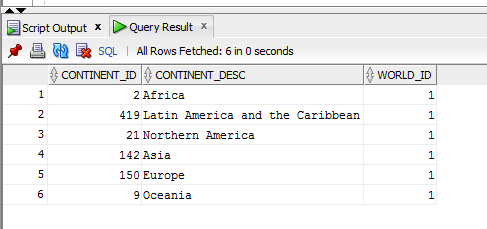 Script Output x Query Result x
SQL | All Rows Fetched: 6 in 0 seconds
CONTINENT_ID CONTINENT_DESC WORLD_ID
1 2 Africa 1
2 419 Latin America and the Caribbean 1
3 21 Northern America 1
4 142 Asia 1
5 150 Europe 1
6 9 Oceania 1